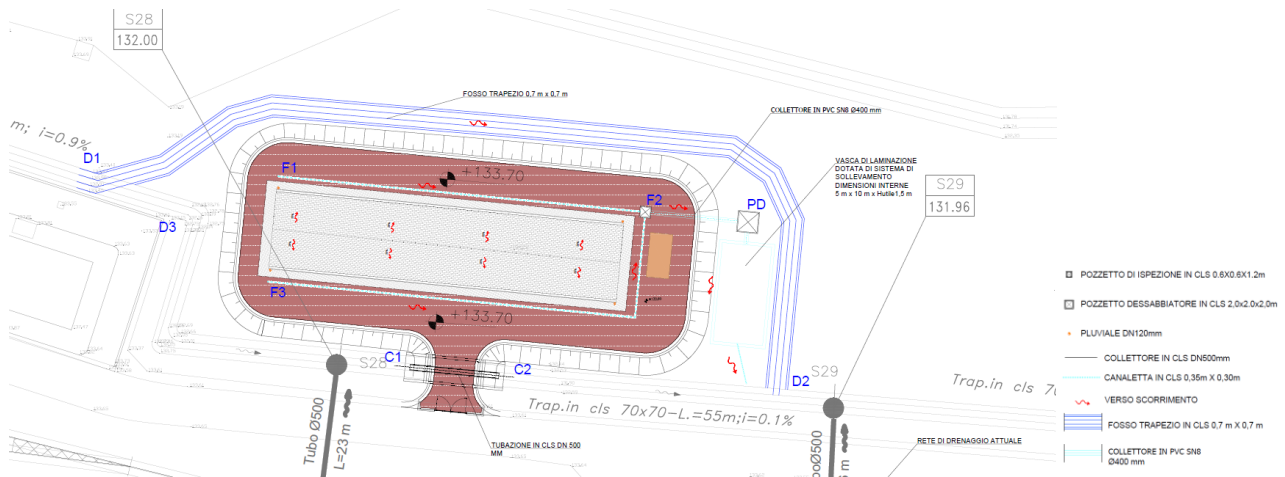 S28
132.00
FOSSO TRAPEZIO 0,7 m x 0,7 m
COLLETTORE IN PVC SN8 Ø400 mm
m; i=0.9%
D1
D3
F1
+133.70
F2
PD
VASCA DI LAMINAZIONE
DOTATA DI SISTEMA DI
SOLLEVAMENTO
DIMENSIONI INTERNE
5 m x 10 m x Hutile1,5 m
S29
131.96
F3
+133.70
C1
C2
S28
S29
D2
Trap.in cls 70x70-L.=55m;i=0.1%
Trap.in cls 70
Tubo Ø500
L=23 m
TUBAZIONE IN CLS DN 500
MM
RETE DI DRENAGGIO ATTUALE
POZZETTO DI ISPEZIONE IN CLS 0.6X0.6X1.2m
POZZETTO DESSABBIATORE IN CLS 2,0x2.0x2,0m
PLUVIALE DN120mm
COLLETTORE IN CLS DN500mm
CANALETTA IN CLS 0,35m X 0,30m
VERSO SCORRIMENTO
FOSSO TRAPEZIO IN CLS 0,7 m X 0,7 m
COLLETTORE IN PVC SN8
Ø400 mm